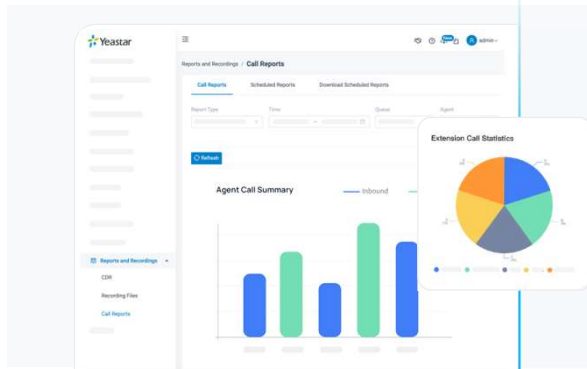 Yeastar
New
admin
Reports and Recordings / Call Reports
Call Reports Scheduled Reports Download Scheduled Reports
Report Type Time Queue Agent
Refresh
Extension Call Statistics
Agent Call Summary Inbound
Reports and Recordings
CDR
Recording Files
Call Reports